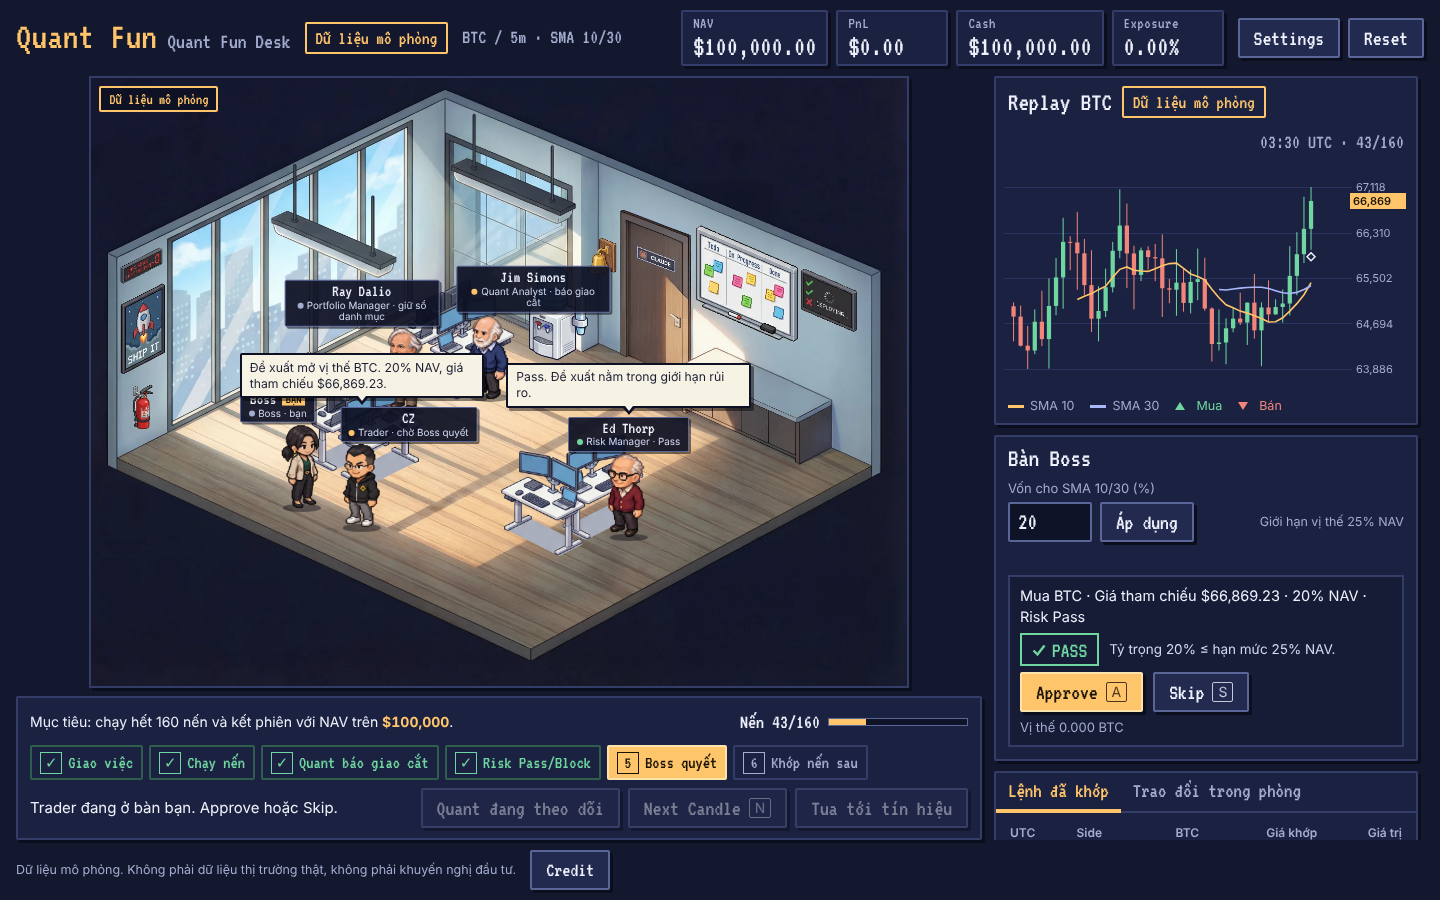 Quant Fun
Quant Fun Desk
Dữ liệu mô phỏng
BTC / 5m · SMA 10/30
NAV
$100,000.00
PnL
$0.00
Cash
$100,000.00
Exposure
0.00%
Settings
Reset
Dữ liệu mô phỏng
SHIP IT
CLAUDE
Todo
In Progress
Done
DEPLOYING
Ray Dalio
Portfolio Manager · giữ sổ
danh mục
Jim Simons
Quant Analyst · báo giao
cắt
Đề xuất mở vị thế BTC. 20% NAV, giá
tham chiếu $66,869.23.
Pass. Đề xuất nằm trong giới hạn rủi
ro.
Boss BẠN
Boss · bạn
CZ
Trader · chờ Boss quyết
Ed Thorp
Risk Manager · Pass
Mục tiêu: chạy hết 160 nến và kết phiên với NAV trên $100,000.
Nến 43/160
Giao việc
Chạy nến
Quant báo giao cắt
Risk Pass/Block
5 Boss quyết
6 Khớp nến sau
Trader đang ở bàn bạn. Approve hoặc Skip.
Quant đang theo dõi
Next Candle N
Tua tới tín hiệu
Replay BTC
Dữ liệu mô phỏng
03:30 UTC · 43/160
67,118
66,869
66,310
65,502
64,694
63,886
SMA 10
SMA 30
Mua
Bán
Bàn Boss
Vốn cho SMA 10/30 (%)
20
Áp dụng
Giới hạn vị thế 25% NAV
Mua BTC · Giá tham chiếu $66,869.23 · 20% NAV ·
Risk Pass
PASS
Tỷ trọng 20% ≤ hạn mức 25% NAV.
Approve A
Skip S
Vị thế 0.000 BTC
Lệnh đã khớp
Trao đổi trong phòng
UTC
Side
BTC
Giá khớp
Giá trị
Dữ liệu mô phỏng. Không phải dữ liệu thị trường thật, không phải khuyến nghị đầu tư.
Credit